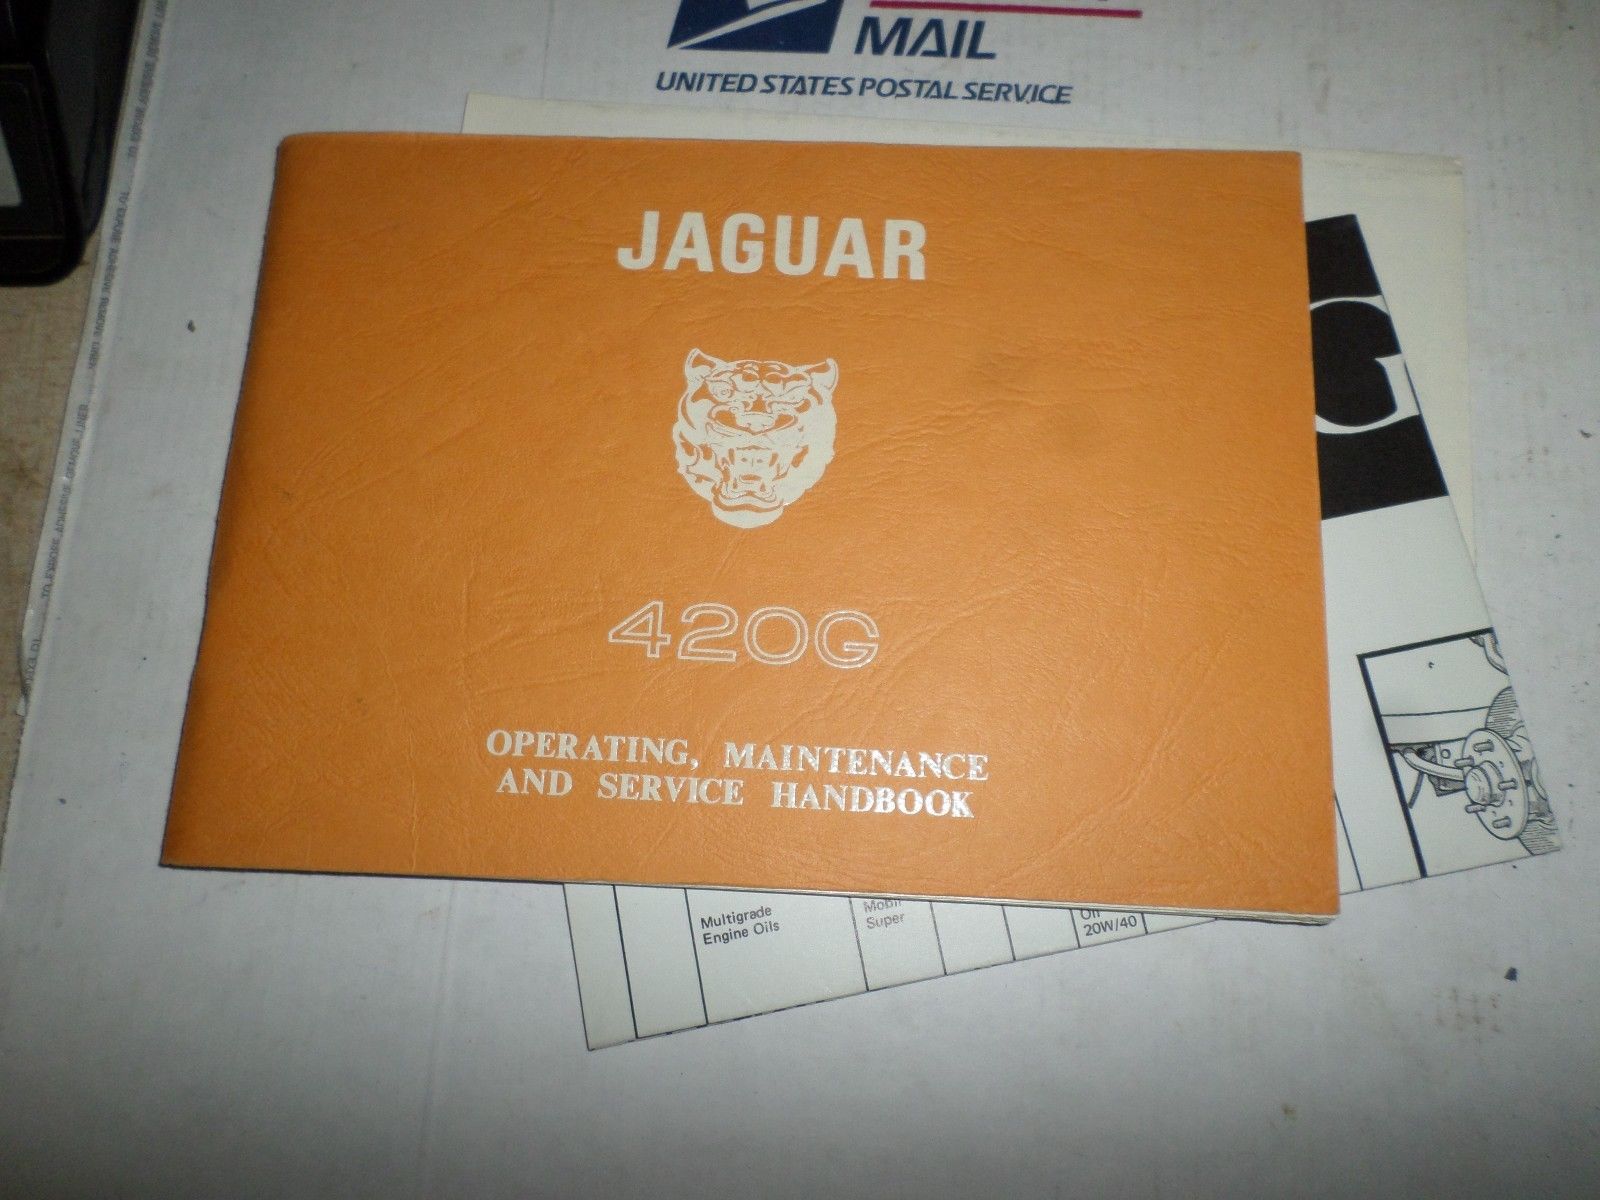 MAIL
UNITED STATES POSTAL SERVICE
JAGUAR
G
420G
OPERATING, MAINTENANCE
AND SERVICE HANDBOOK
Multigrade
Engine Oils
Mobil
Super
Oil
20W/40